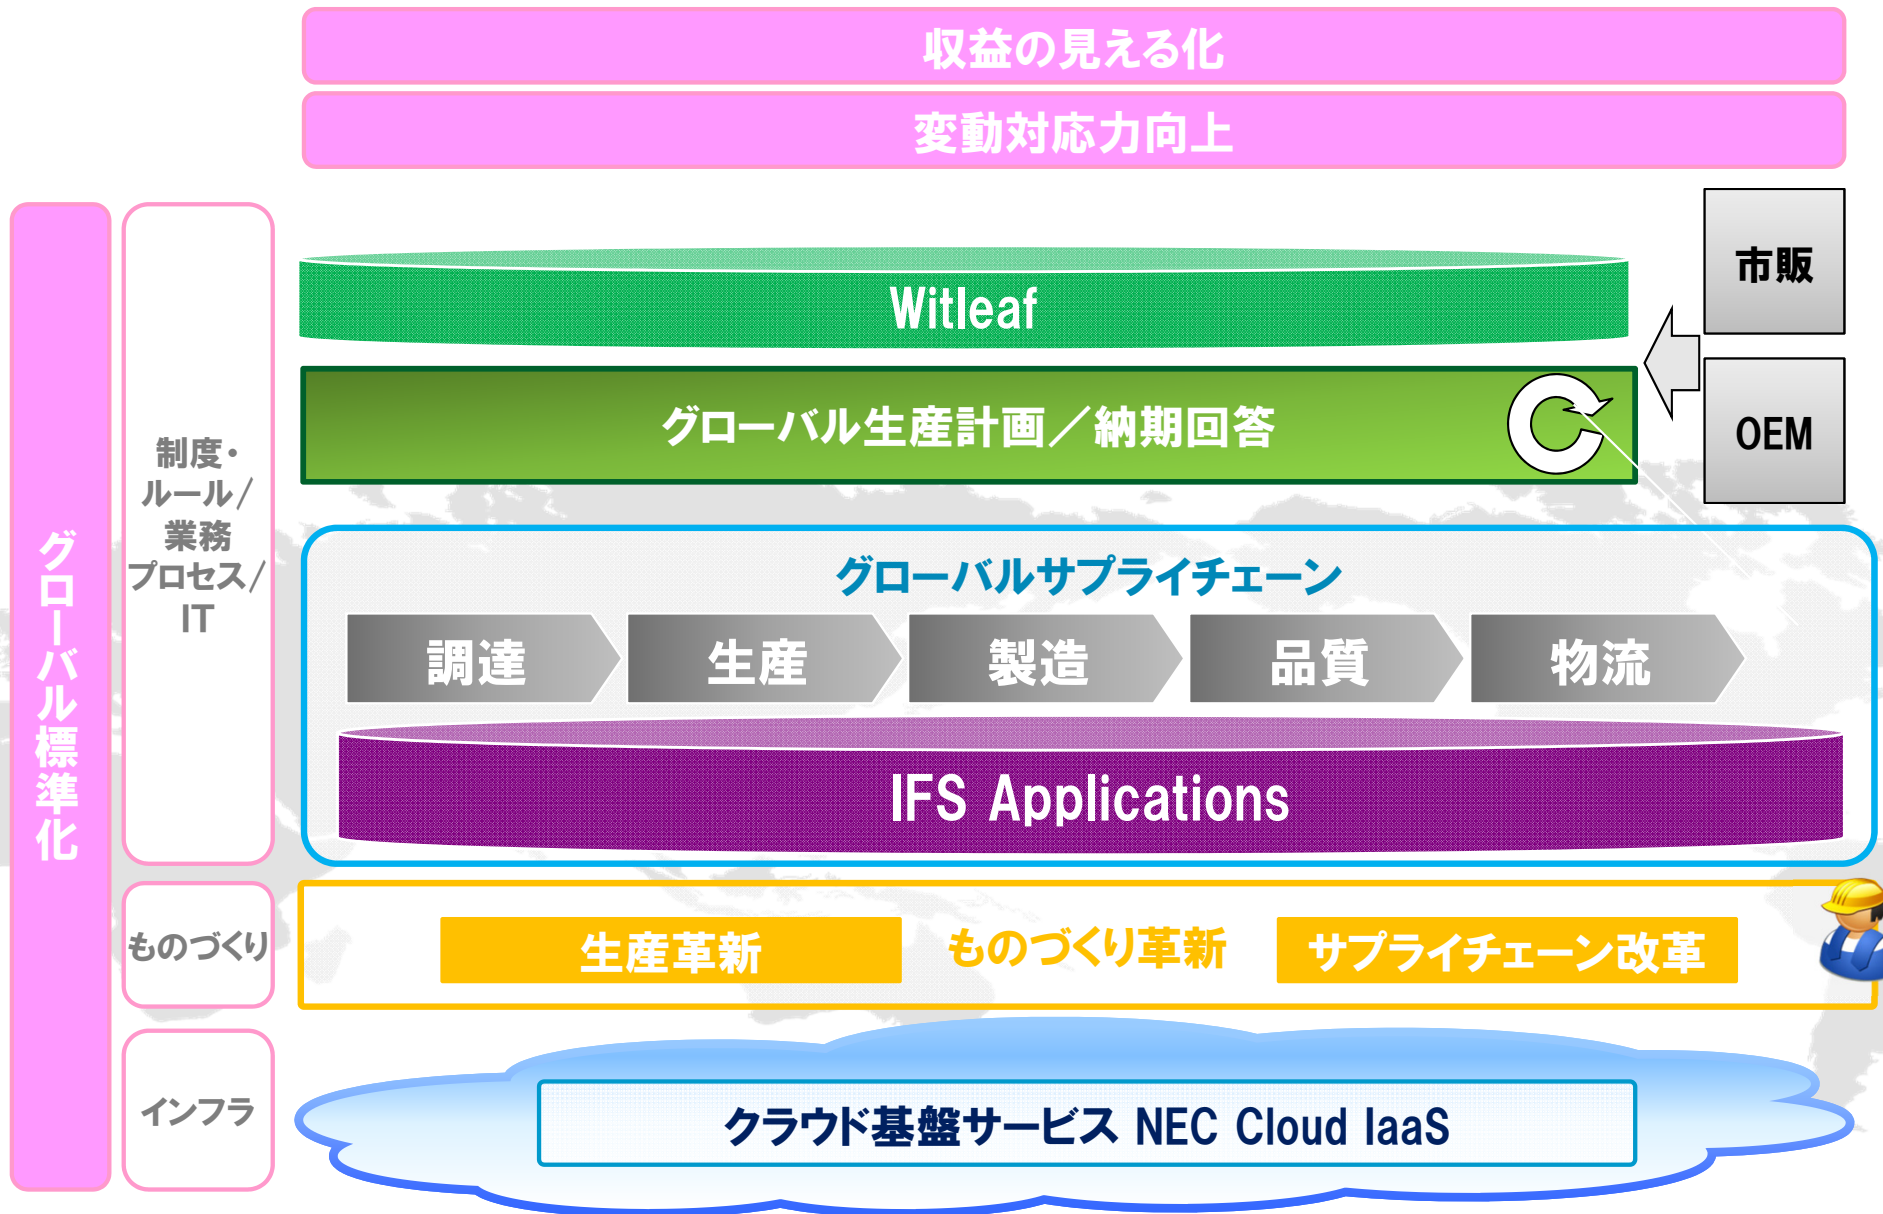 収益の見える化
変動対応力向上
グローバル標準化
制度・
ルール/
業務
プロセス/
IT
Witleaf
市販
グローバル生産計画／納期回答
OEM
グローバルサプライチェーン
調達
生産
製造
品質
物流
IFS Applications
ものづくり
生産革新
ものづくり革新
サプライチェーン改革
インフラ
クラウド基盤サービス NEC Cloud IaaS